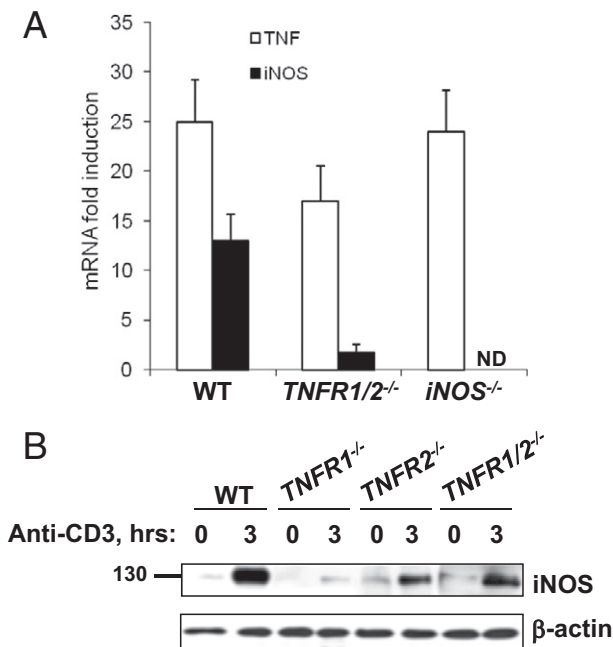 A
TNF
iNOS
mRNA fold induction
35
30
25
20
15
10
5
0
ND
WT TNFR1/2-/- iNOS-/-
B
WT TNFR1-/- TNFR2-/- TNFR1/2-/-
Anti-CD3, hrs: 0 3 0 3 0 3 0 3
130 iNOS
β-actin